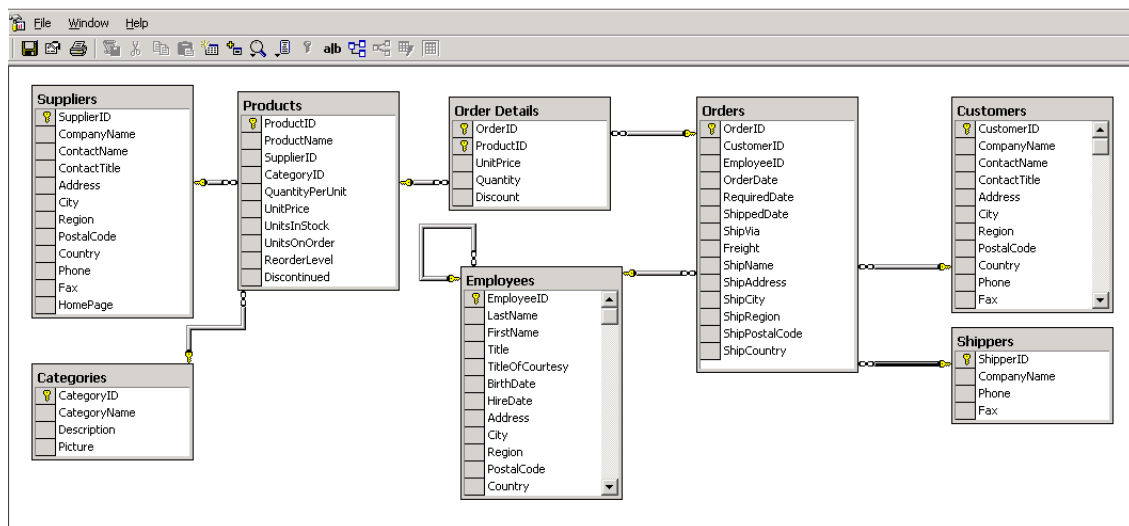 File Window Help
a|b
Suppliers
SupplierID
CompanyName
ContactName
ContactTitle
Address
City
Region
PostalCode
Country
Phone
Fax
HomePage
Products
ProductID
ProductName
SupplierID
CategoryID
QuantityPerUnit
UnitPrice
UnitsInStock
UnitsOnOrder
ReorderLevel
Discontinued
Order Details
OrderID
ProductID
UnitPrice
Quantity
Discount
Orders
OrderID
CustomerID
EmployeeID
OrderDate
RequiredDate
ShippedDate
ShipVia
Freight
ShipName
ShipAddress
ShipCity
ShipRegion
ShipPostalCode
ShipCountry
Customers
CustomerID
CompanyName
ContactName
ContactTitle
Address
City
Region
PostalCode
Country
Phone
Fax
Categories
CategoryID
CategoryName
Description
Picture
Employees
EmployeeID
LastName
FirstName
Title
TitleOfCourtesy
BirthDate
HireDate
Address
City
Region
PostalCode
Country
Shippers
ShipperID
CompanyName
Phone
Fax